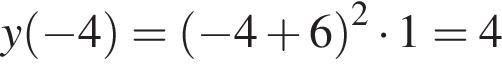 y(−4) = (−4 + 6)² · 1 = 4